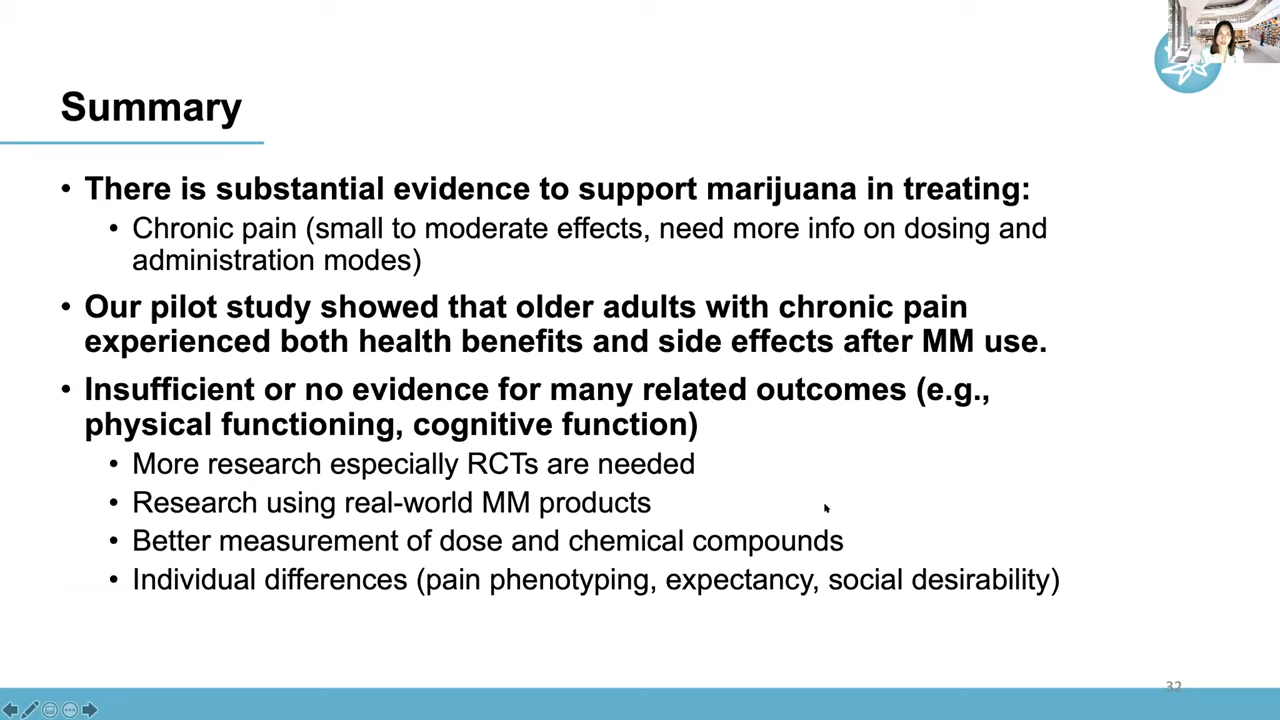 Summary
• There is substantial evidence to support marijuana in treating:
• Chronic pain (small to moderate effects, need more info on dosing and
administration modes)
• Our pilot study showed that older adults with chronic pain
experienced both health benefits and side effects after MM use.
• Insufficient or no evidence for many related outcomes (e.g.,
physical functioning, cognitive function)
• More research especially RCTs are needed
• Research using real-world MM products
• Better measurement of dose and chemical compounds
• Individual differences (pain phenotyping, expectancy, social desirability)
32